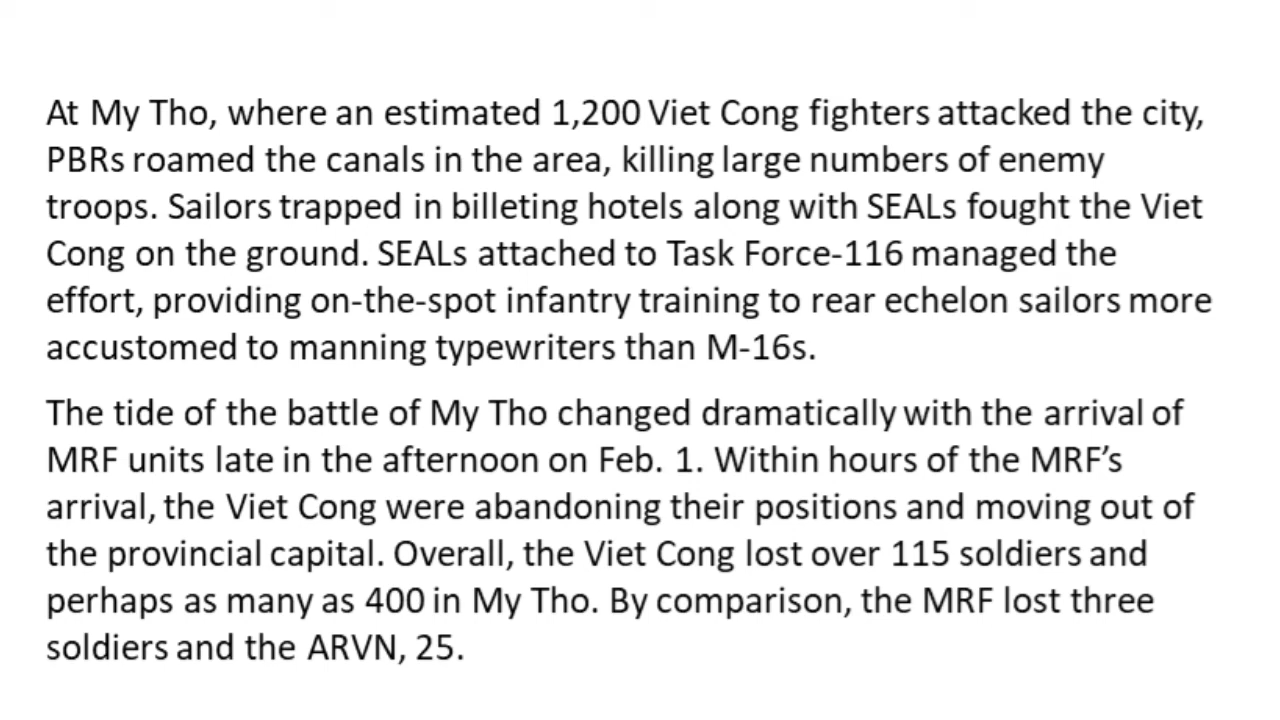 At My Tho, where an estimated 1,200 Viet Cong fighters attacked the city,
PBRs roamed the canals in the area, killing large numbers of enemy
troops. Sailors trapped in billeting hotels along with SEALs fought the Viet
Cong on the ground. SEALs attached to Task Force-116 managed the
effort, providing on-the-spot infantry training to rear echelon sailors more
accustomed to manning typewriters than M-16s.
The tide of the battle of My Tho changed dramatically with the arrival of
MRF units late in the afternoon on Feb. 1. Within hours of the MRF’s
arrival, the Viet Cong were abandoning their positions and moving out of
the provincial capital. Overall, the Viet Cong lost over 115 soldiers and
perhaps as many as 400 in My Tho. By comparison, the MRF lost three
soldiers and the ARVN, 25.